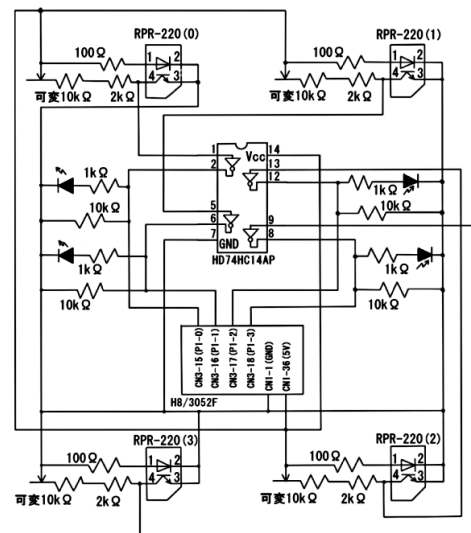 RPR-220(0)
100Ω
1 2
4 3
可変10kΩ
2kΩ
RPR-220(1)
100Ω
1 2
4 3
可変10kΩ
2kΩ
1 Vcc 14
2 13
12
1kΩ
10kΩ
1kΩ
10kΩ
5
6 9
7 GND 8
HD74HC14AP
1kΩ
10kΩ
1kΩ
10kΩ
CN3-15(P1-0)
CN3-16(P1-1)
CN3-17(P1-2)
CN3-18(P1-3)
CN1-1(GND)
CN1-36(5V)
H8/3052F
RPR-220(3)
100Ω
1 2
4 3
可変10kΩ
2kΩ
RPR-220(2)
100Ω
1 2
4 3
可変10kΩ
2kΩ